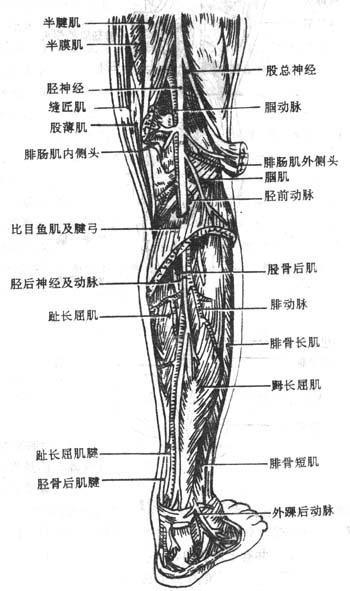 半腱肌
半膜肌
胫神经
缝匠肌
股薄肌
腓肠肌内侧头
比目鱼肌及腱弓
胫后神经及动脉
趾长屈肌
趾长屈肌腱
胫骨后肌腱
股总神经
腘动脉
腓肠肌外侧头
腘肌
胫前动脉
股骨后肌
腓动脉
腓骨长肌
踇长屈肌
腓骨短肌
外踝后动脉